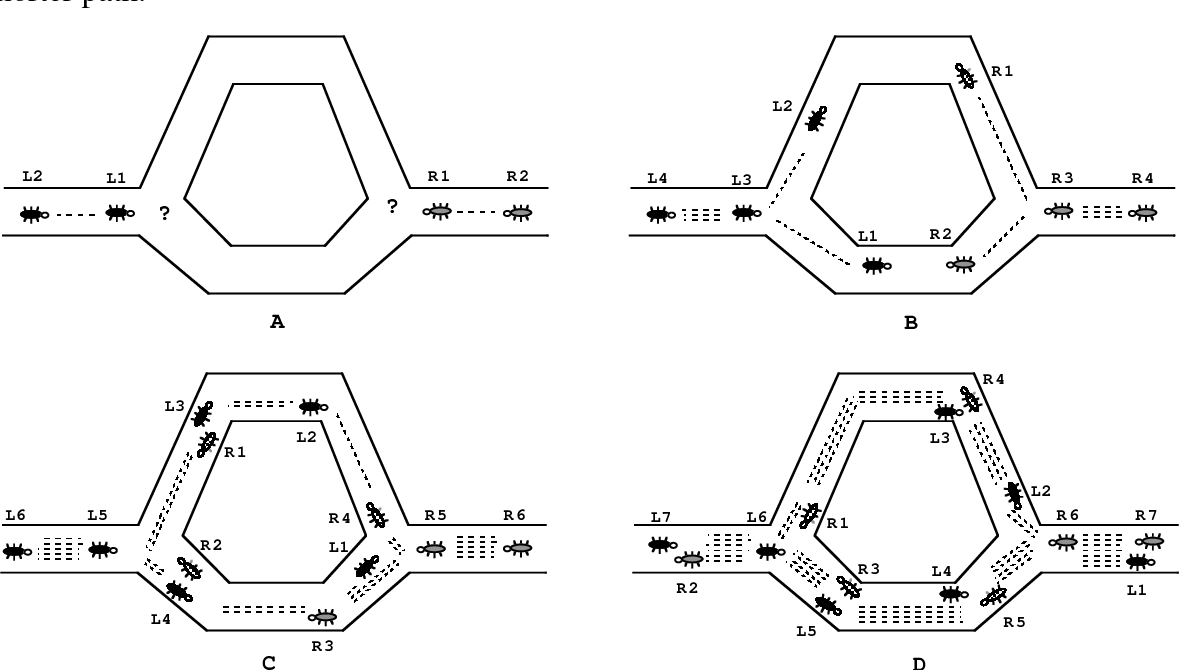 L2 L1 R1 R2
? ?
A
R1
L2
L4 L3 R3 R4
L1 R2
B
L3
L2
R1
L6 L5 R4 R5 R6
R2 L1
L4
R3
C
R4
L3
L2
L7 L6 R1 R6 R7
R3 L4
R2 L1
L5 R5
D